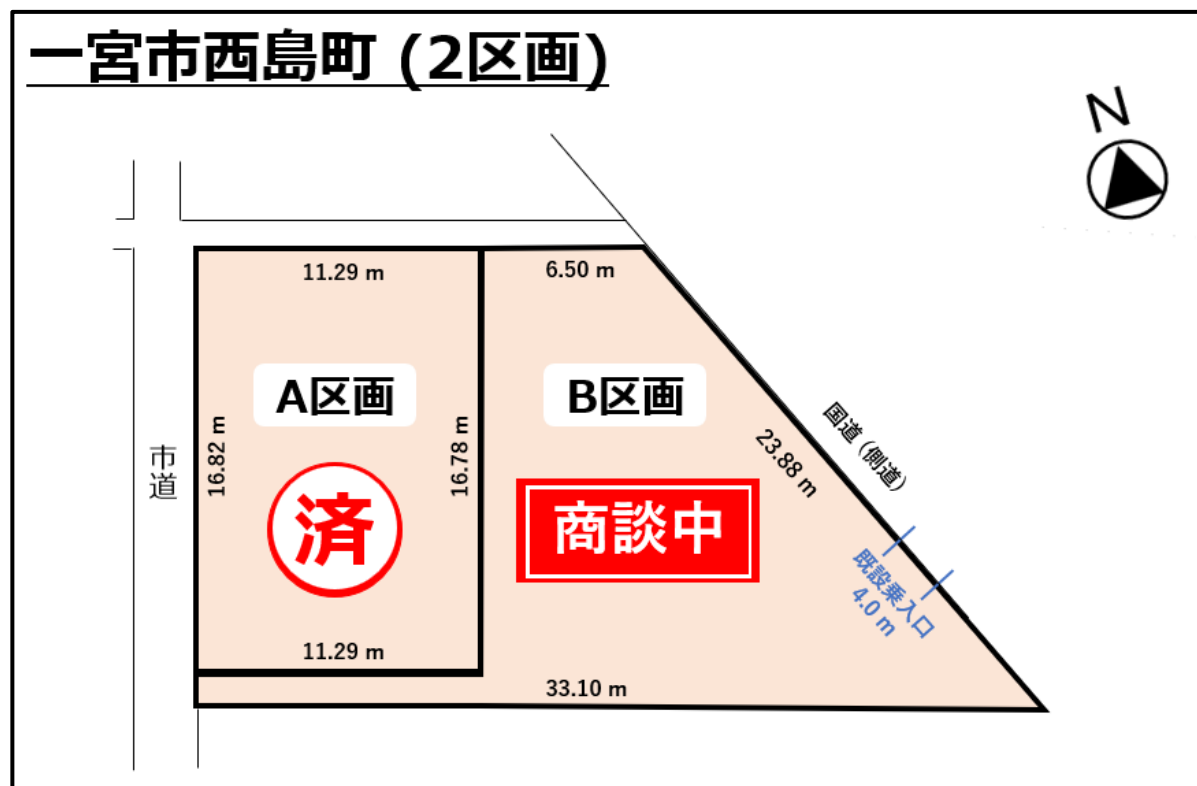 一宮市西島町 (2区画)
N
11.29 m
6.50 m
A区画
B区画
市道
16.82 m
16.78 m
国道 (側道)
23.88 m
済
商談中
既設乗入口
4.0 m
11.29 m
33.10 m